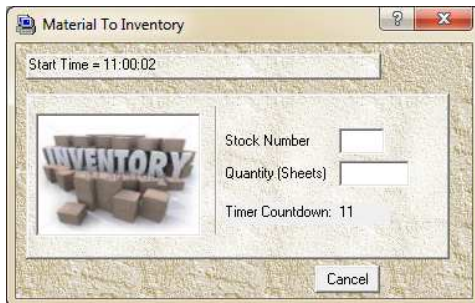 Material To Inventory
Start Time = 11:00:02
INVENTORY
Stock Number
Quantity (Sheets)
Timer Countdown: 11
Cancel